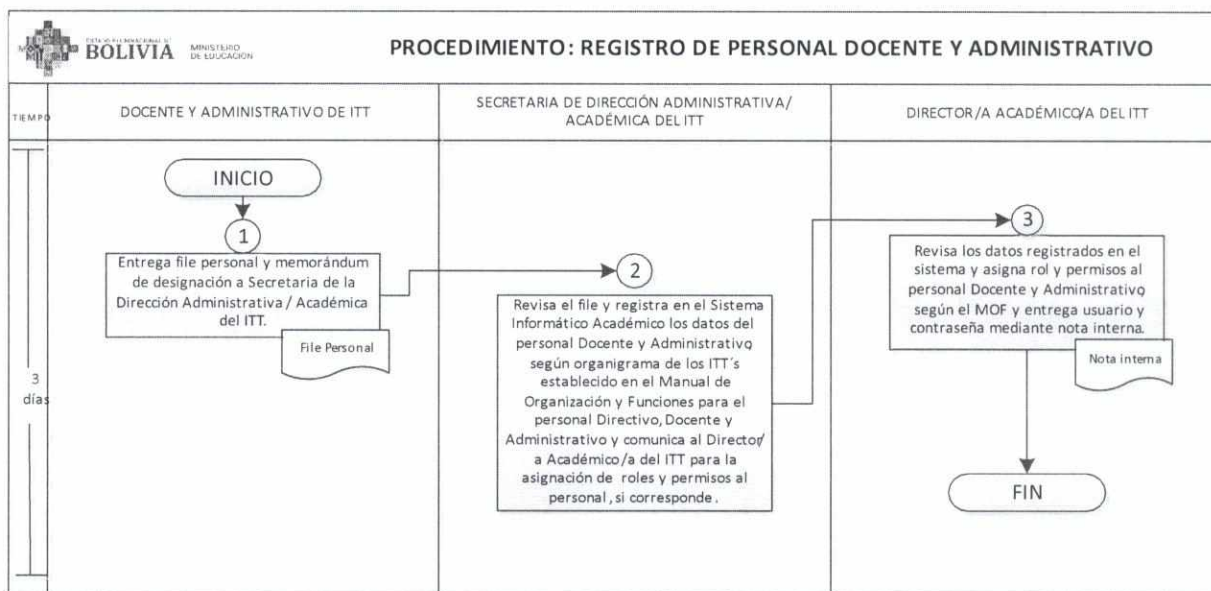 ESTADO PLURINACIONAL DE
BOLIVIA
MINISTERIO
DE EDUCACIÓN
PROCEDIMIENTO: REGISTRO DE PERSONAL DOCENTE Y ADMINISTRATIVO
TIEMPO
DOCENTE Y ADMINISTRATIVO DE ITT
SECRETARIA DE DIRECCIÓN ADMINISTRATIVA/
ACADÉMICA DEL ITT
DIRECTOR/A ACADÉMICO/A DEL ITT
3
días
INICIO
1
Entrega file personal y memorándum
de designación a Secretaria de la
Dirección Administrativa / Académica
del ITT.
File Personal
2
Revisa el file y registra en el Sistema
Informático Académico los datos del
personal Docente y Administrativo,
según organigrama de los ITT´s
establecido en el Manual de
Organización y Funciones para el
personal Directivo, Docente y
Administrativo y comunica al Director/
a Académico/a del ITT para la
asignación de roles y permisos al
personal, si corresponde.
3
Revisa los datos registrados en el
sistema y asigna rol y permisos al
personal Docente y Administrativo,
según el MOF y entrega usuario y
contraseña mediante nota interna.
Nota interna
FIN